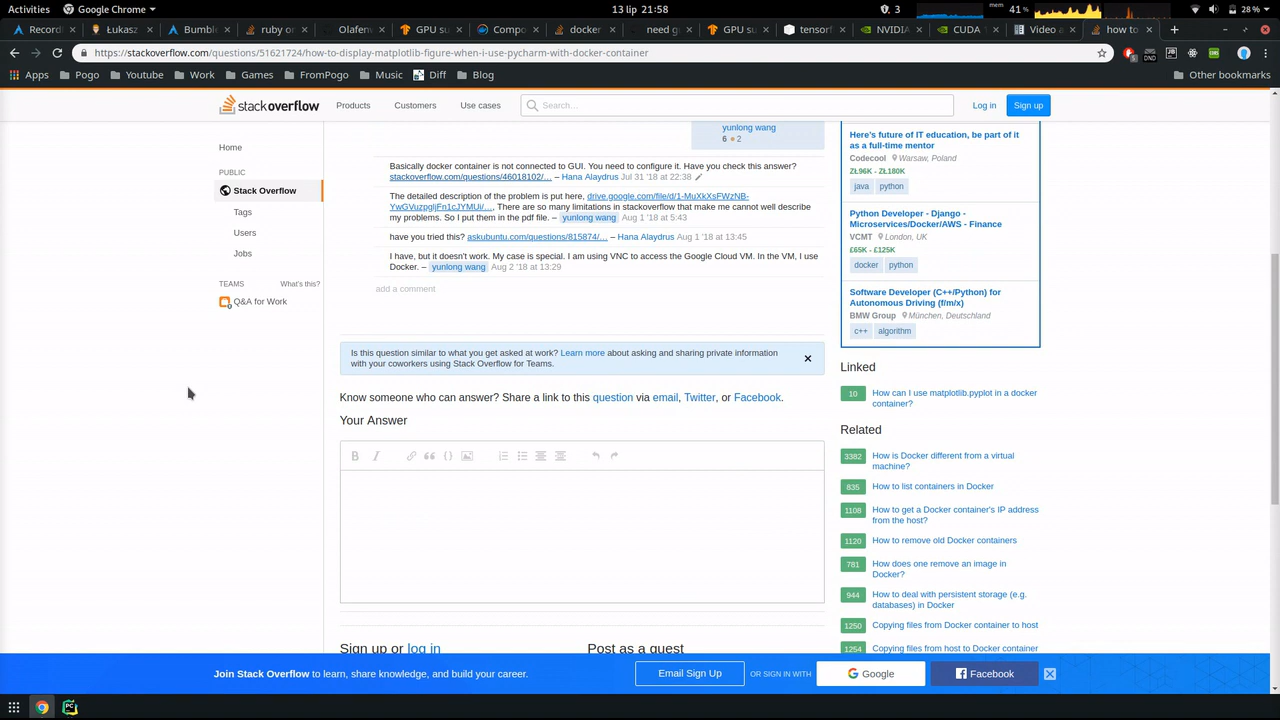 Activities
Google Chrome
13 lip 21:58
3
mem
41 %
28 %
Record
Łukasz
Bumble
ruby o
Olafenv
GPU su
Compo
docker
need g
GPU su
tensorf
NVIDIA
CUDA
Video a
how to
https://stackoverflow.com/questions/51621724/how-to-display-matplotlib-figure-when-i-use-pycharm-with-docker-container
Apps
Pogo
Youtube
Work
Games
FromPogo
Music
Diff
Blog
Other bookmarks
stackoverflow
Products
Customers
Use cases
Search…
Log in
Sign up
Home
PUBLIC
Stack Overflow
Tags
Users
Jobs
TEAMS
What's this?
Q&A for Work
yunlong wang
6 2
Basically docker container is not connected to GUI. You need to configure it. Have you check this answer?
stackoverflow.com/questions/46018102/… – Hana Alaydrus Jul 31 '18 at 22:38
The detailed description of the problem is put here, drive.google.com/file/d/1-MuXkXsFWzNB-
YwGVuzpgljFn1cJYMUi/…, There are so many limitations in stackoverflow that make me cannot well describe
my problems. So I put them in the pdf file. – yunlong wang Aug 1 '18 at 5:43
have you tried this? askubuntu.com/questions/815874/… – Hana Alaydrus Aug 1 '18 at 13:45
I have, but it doesn't work. My case is special. I am using VNC to access the Google Cloud VM. In the VM, I use
Docker. – yunlong wang Aug 2 '18 at 13:29
add a comment
Is this question similar to what you get asked at work? Learn more about asking and sharing private information
with your coworkers using Stack Overflow for Teams.
Know someone who can answer? Share a link to this question via email, Twitter, or Facebook.
Your Answer
Sign up or log in
Post as a guest
Here's future of IT education, be part of it
as a full-time mentor
Codecool Warsaw, Poland
ZŁ96K - ZŁ180K
java python
Python Developer - Django -
Microservices/Docker/AWS - Finance
VCMT London, UK
£65K - £125K
docker python
Software Developer (C++/Python) for
Autonomous Driving (f/m/x)
BMW Group München, Deutschland
c++ algorithm
Linked
10 How can I use matplotlib.pyplot in a docker
container?
Related
3382 How is Docker different from a virtual
machine?
835 How to list containers in Docker
1108 How to get a Docker container's IP address
from the host?
1120 How to remove old Docker containers
781 How does one remove an image in
Docker?
944 How to deal with persistent storage (e.g.
databases) in Docker
1250 Copying files from Docker container to host
1254 Copying files from host to Docker container
Join Stack Overflow to learn, share knowledge, and build your career.
Email Sign Up
OR SIGN IN WITH
Google
Facebook